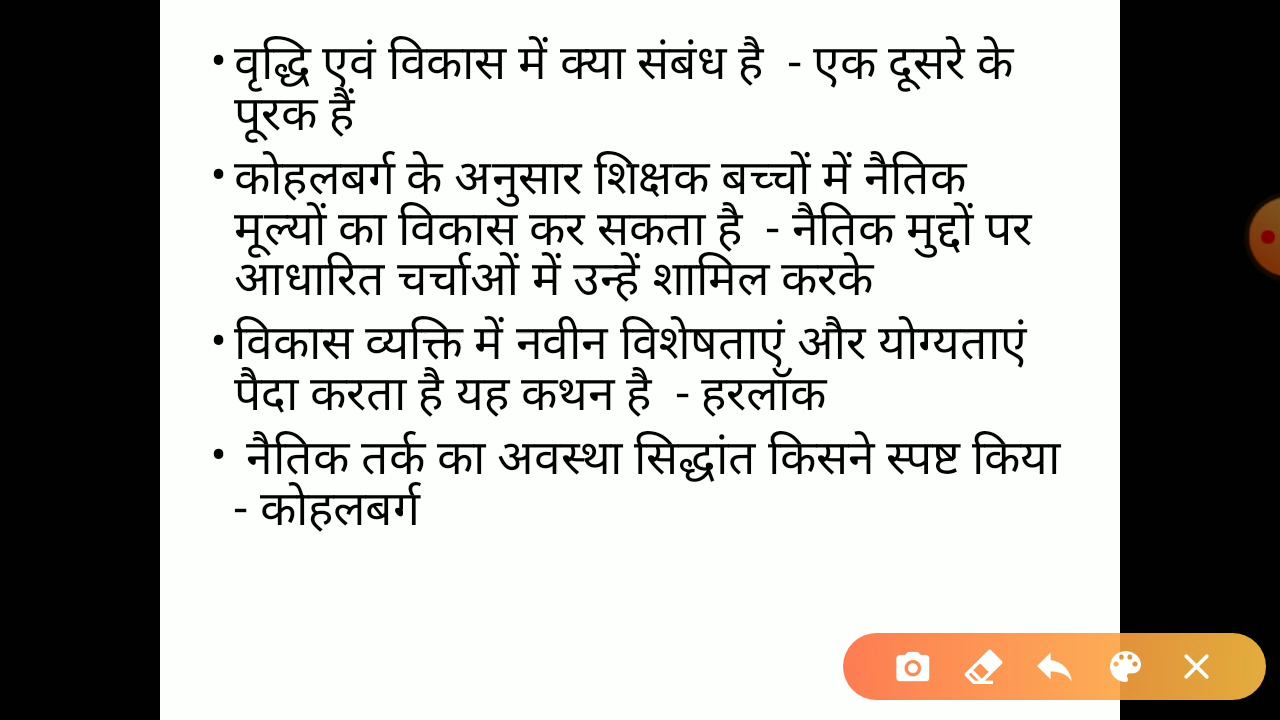 • वृद्धि एवं विकास में क्या संबंध है - एक दूसरे के
पूरक हैं
• कोहलबर्ग के अनुसार शिक्षक बच्चों में नैतिक
मूल्यों का विकास कर सकता है - नैतिक मुद्दों पर
आधारित चर्चाओं में उन्हें शामिल करके
• विकास व्यक्ति में नवीन विशेषताएं और योग्यताएं
पैदा करता है यह कथन है - हरलॉक
• नैतिक तर्क का अवस्था सिद्धांत किसने स्पष्ट किया
- कोहलबर्ग